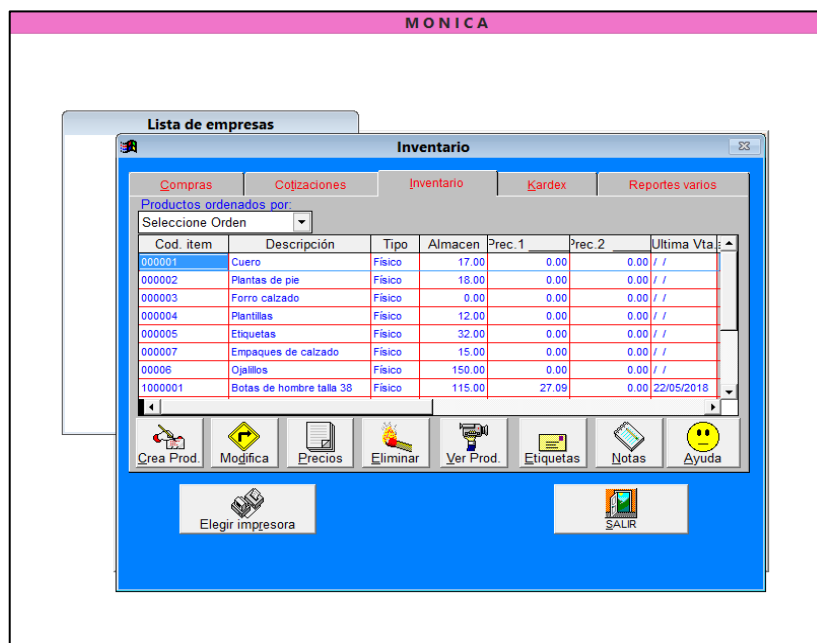 MONICA
Lista de empresas
Inventario
Compras Cotizaciones Inventario Kardex Reportes varios
Productos ordenados por:
Seleccione Orden
Cod. item Descripción Tipo Almacen Prec.1 Prec.2 Ultima Vta.
000001 Cuero Físico 17.00 0.00 0.00 / /
000002 Plantas de pie Físico 18.00 0.00 0.00 / /
000003 Forro calzado Físico 0.00 0.00 0.00 / /
000004 Plantillas Físico 12.00 0.00 0.00 / /
000005 Etiquetas Físico 32.00 0.00 0.00 / /
000007 Empaques de calzado Físico 15.00 0.00 0.00 / /
00006 Ojalillos Físico 150.00 0.00 0.00 / /
1000001 Botas de hombre talla 38 Físico 115.00 27.09 0.00 22/05/2018
Crea Prod. Modifica Precios Eliminar Ver Prod. Etiquetas Notas Ayuda
Elegir impresora SALIR